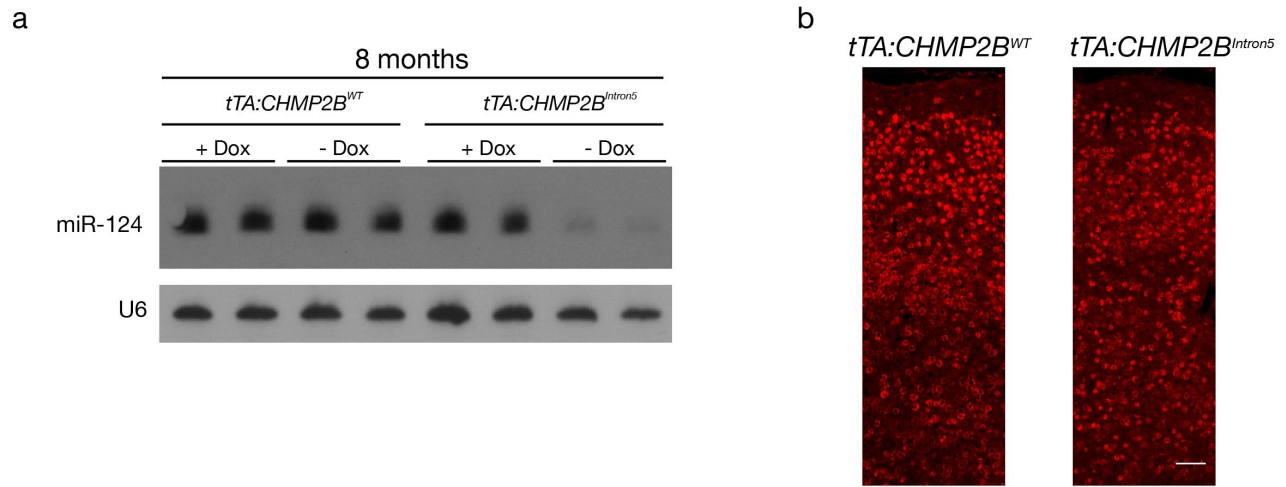 a
8 months
tTA:CHMP2B^WT tTA:CHMP2B^Intron5
+ Dox - Dox + Dox - Dox
miR-124
U6
b
tTA:CHMP2B^WT tTA:CHMP2B^Intron5